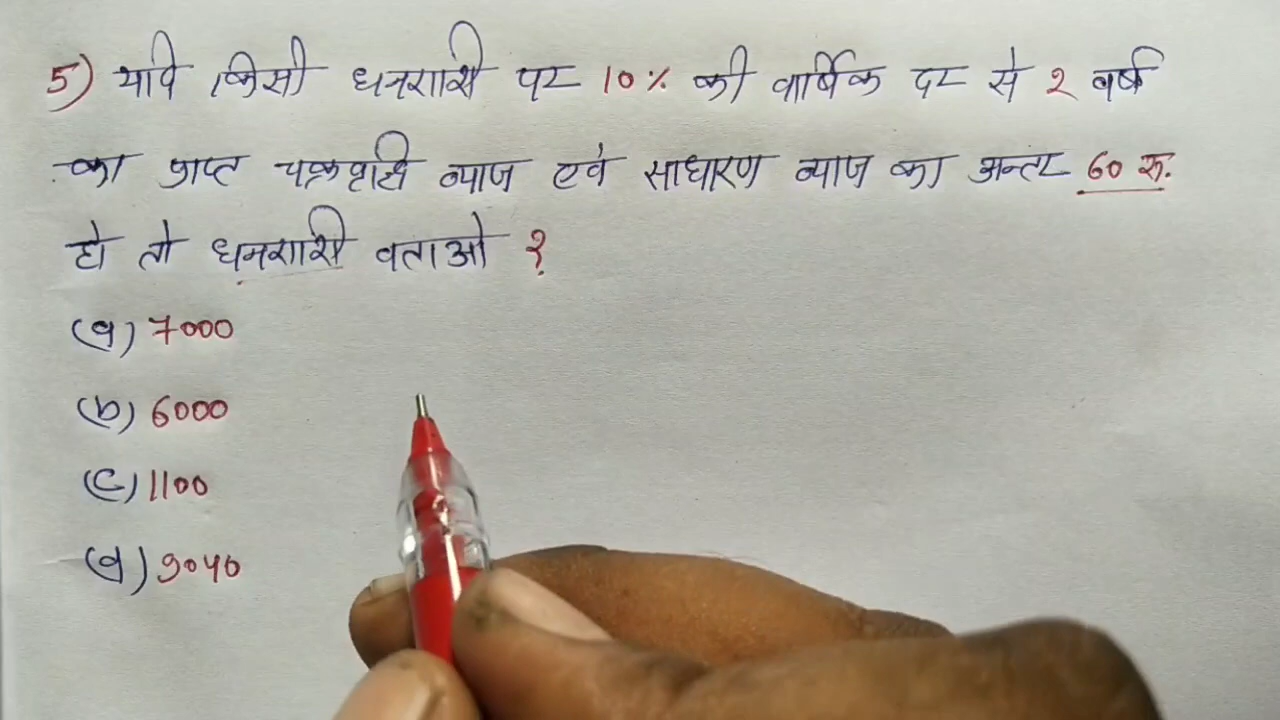 5) यदि किसी धनराशी पर 10% की वार्षिक दर से २ वर्ष
का प्राप्त चक्रवृद्धि व्याज एवं साधारण व्याज का अन्तर 60 रु.
हो तो धनराशी बताओ ?
(a) 7000
(b) 6000
(c) 1100
(d) 9040